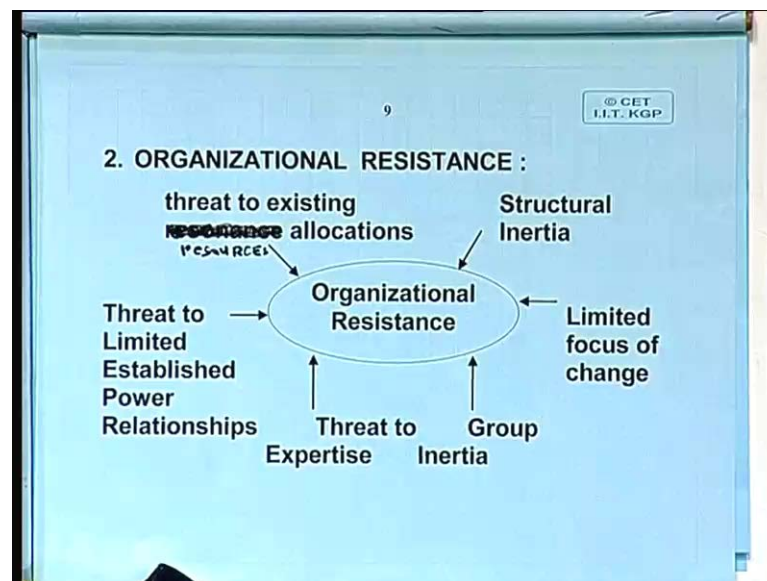 9
© CET
I.I.T. KGP
2. ORGANIZATIONAL RESISTANCE :
threat to existing
allocations
resources
Structural
Inertia
Organizational
Resistance
Threat to
Limited
Established
Power
Relationships
Limited
focus of
change
Threat to
Expertise
Group
Inertia